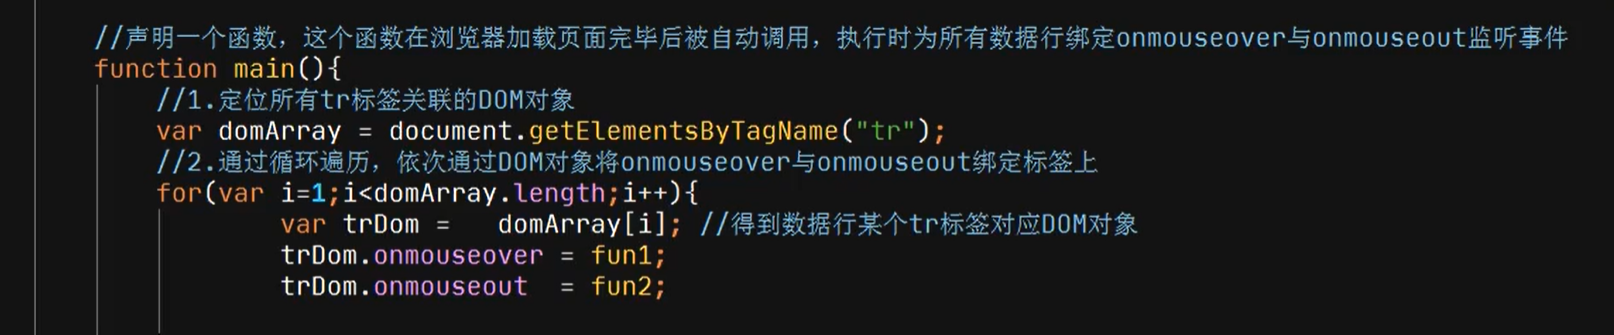 //声明一个函数，这个函数在浏览器加载页面完毕后被自动调用，执行时为所有数据行绑定onmouseover与onmouseout监听事件
function main(){
//1.定位所有tr标签关联的DOM对象
var domArray = document.getElementsByTagName("tr");
//2.通过循环遍历，依次通过DOM对象将onmouseover与onmouseout绑定标签上
for(var i=1;i<domArray.length;i++){
var trDom = domArray[i]; //得到数据行某个tr标签对应DOM对象
trDom.onmouseover = fun1;
trDom.onmouseout = fun2;